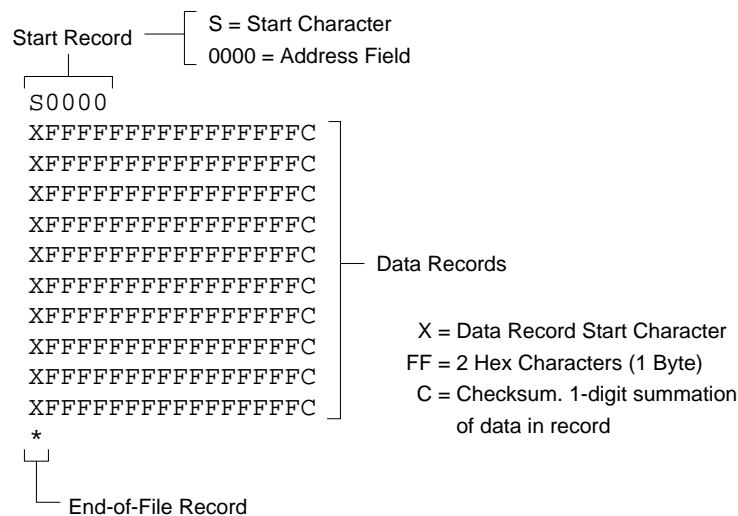 Start Record
S = Start Character
0000 = Address Field
S0000
XFFFFFFFFFFFFFFFFC
XFFFFFFFFFFFFFFFFC
XFFFFFFFFFFFFFFFFC
XFFFFFFFFFFFFFFFFC
XFFFFFFFFFFFFFFFFC
XFFFFFFFFFFFFFFFFC
XFFFFFFFFFFFFFFFFC
XFFFFFFFFFFFFFFFFC
XFFFFFFFFFFFFFFFFC
XFFFFFFFFFFFFFFFFC
*
Data Records
X = Data Record Start Character
FF = 2 Hex Characters (1 Byte)
C = Checksum. 1-digit summation
of data in record
End-of-File Record